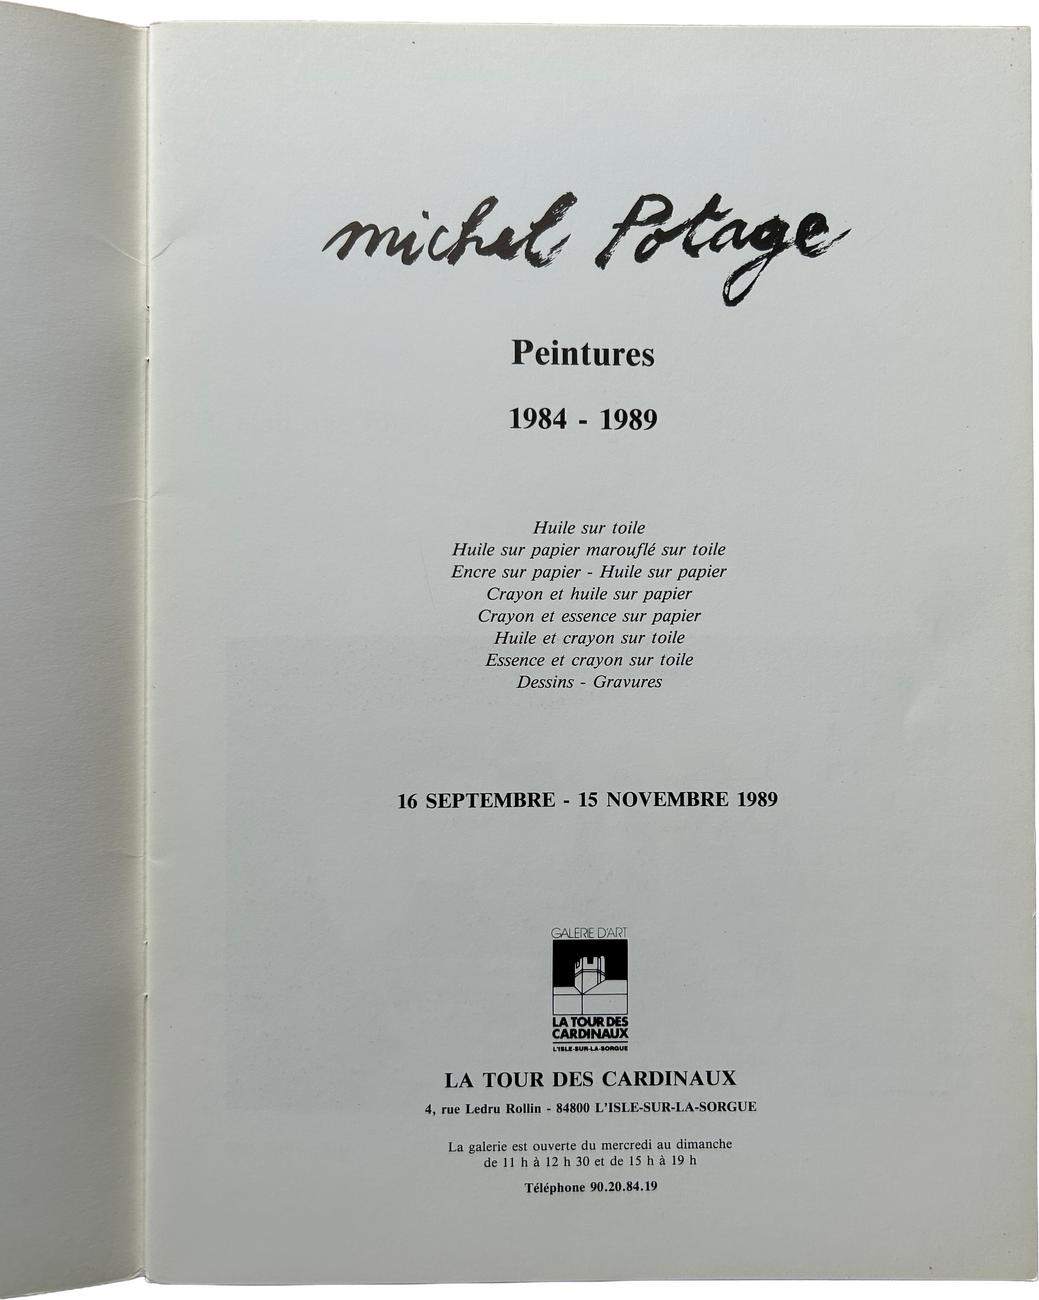 michel Potage
Peintures
1984 - 1989
Huile sur toile
Huile sur papier marouflé sur toile
Encre sur papier - Huile sur papier
Crayon et huile sur papier
Crayon et essence sur papier
Huile et crayon sur toile
Essence et crayon sur toile
Dessins - Gravures
16 SEPTEMBRE - 15 NOVEMBRE 1989
GALERIE D'ART
LA TOUR DES
CARDINAUX
L'ISLE-SUR-LA-SORGUE
LA TOUR DES CARDINAUX
4, rue Ledru Rollin - 84800 L'ISLE-SUR-LA-SORGUE
La galerie est ouverte du mercredi au dimanche
de 11 h à 12 h 30 et de 15 h à 19 h
Téléphone 90.20.84.19